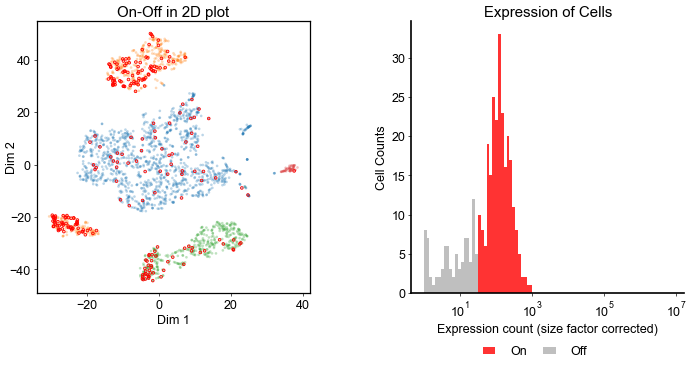 On-Off in 2D plot
40
20
0
−20
−40
Dim 2
−20
0
20
40
Dim 1
Expression of Cells
30
25
20
15
10
5
0
Cell Counts
10^1
10^3
10^5
10^7
Expression count (size factor corrected)
On
Off